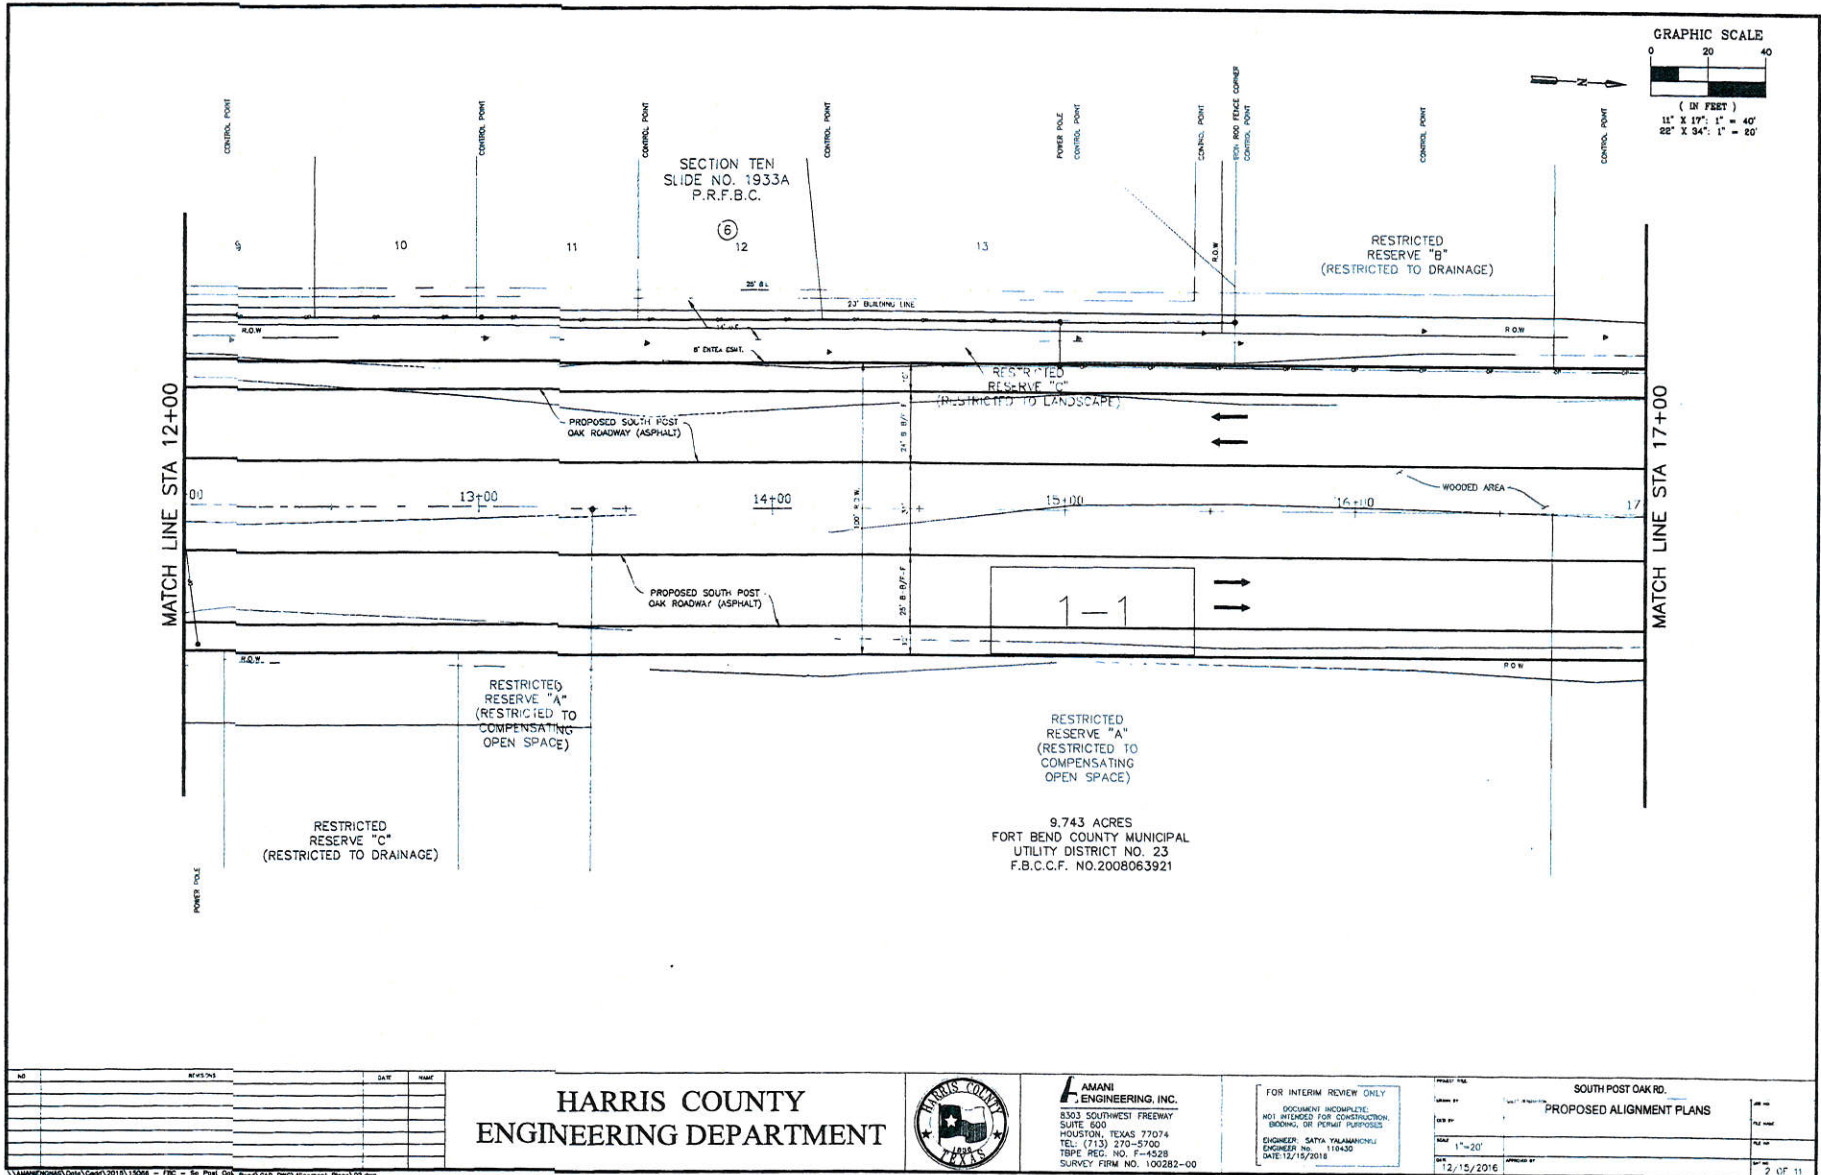 GRAPHIC SCALE
0 20 40
( IN FEET )
11" X 17": 1" = 40'
22" X 34": 1" = 20'
N
CONTROL POINT
CONTROL POINT
CONTROL POINT
CONTROL POINT
POWER POLE
CONTROL POINT
CONTROL POINT
IRON ROD FENCE CORNER
CONTROL POINT
CONTROL POINT
CONTROL POINT
SECTION TEN
SLIDE NO. 1933A
P.R.F.B.C.
6
9 10 11 12 13
R.O.W
RESTRICTED
RESERVE "B"
(RESTRICTED TO DRAINAGE)
25' B.L
23' BUILDING LINE
R.O.W
R.O.W
RESTRICTED
RESERVE "C"
(RESTRICTED TO LANDSCAPE)
PROPOSED SOUTH POST
OAK ROADWAY (ASPHALT)
MATCH LINE STA 12+00
MATCH LINE STA 17+00
00 13+00 14+00 15+00 16+00 17
100' R.O.W.
WOODED AREA
PROPOSED SOUTH POST
OAK ROADWAY (ASPHALT)
25' B-B/F-F
1-1
R.O.W.
R.O.W
RESTRICTED
RESERVE "A"
(RESTRICTED TO
COMPENSATING
OPEN SPACE)
RESTRICTED
RESERVE "A"
(RESTRICTED TO
COMPENSATING
OPEN SPACE)
RESTRICTED
RESERVE "C"
(RESTRICTED TO DRAINAGE)
9.743 ACRES
FORT BEND COUNTY MUNICIPAL
UTILITY DISTRICT NO. 23
F.B.C.C.F. NO.2008063921
POWER POLE
NO REVISIONS DATE NAME
HARRIS COUNTY
ENGINEERING DEPARTMENT
HARRIS COUNTY
TEXAS
AMANI
ENGINEERING, INC.
8303 SOUTHWEST FREEWAY
SUITE 600
HOUSTON, TEXAS 77074
TEL: (713) 270-5700
TBPE REG. NO. F-4528
SURVEY FIRM NO. 100282-00
FOR INTERIM REVIEW ONLY
DOCUMENT INCOMPLETE:
NOT INTENDED FOR CONSTRUCTION,
BIDDING, OR PERMIT PURPOSES
ENGINEER: SATYA YALAMANCHILI
ENGINEER No. 110430
DATE: 12/15/2016
SOUTH POST OAK RD.
PROPOSED ALIGNMENT PLANS
SCALE
1"=20'
DATE
12/15/2016
APPROVED BY
2 OF 11